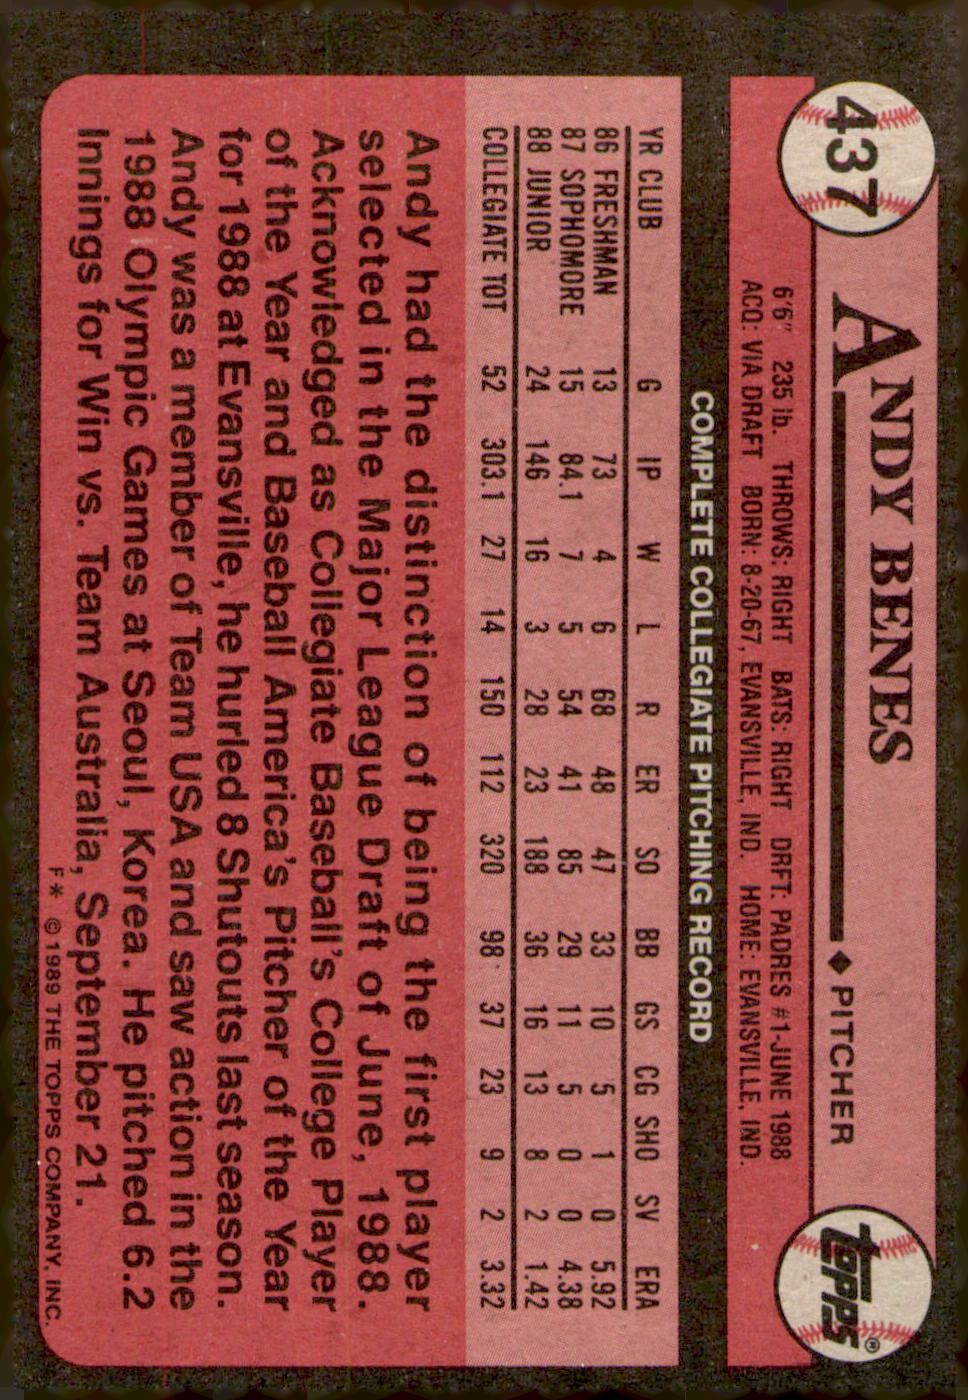 437
ANDY BENES
◆ PITCHER
topps®
6'6" 235 lb. THROWS: RIGHT BATS: RIGHT DRFT: PADRES #1-JUNE 1988
ACQ: VIA DRAFT BORN: 8-20-67, EVANSVILLE, IND. HOME: EVANSVILLE, IND.
COMPLETE COLLEGIATE PITCHING RECORD
YR CLUB G IP W L R ER SO BB GS CG SHO SV ERA
86 FRESHMAN 13 73 4 6 68 48 47 33 10 5 1 0 5.92
87 SOPHOMORE 15 84.1 7 5 54 41 85 29 11 5 0 0 4.38
88 JUNIOR 24 146 16 3 28 23 188 36 16 13 8 2 1.42
COLLEGIATE TOT 52 303.1 27 14 150 112 320 98 37 23 9 2 3.32
Andy had the distinction of being the first player
selected in the Major League Draft of June, 1988.
Acknowledged as Collegiate Baseball's College Player
of the Year and Baseball America's Pitcher of the Year
for 1988 at Evansville, he hurled 8 Shutouts last season.
Andy was a member of Team USA and saw action in the
1988 Olympic Games at Seoul, Korea. He pitched 6.2
Innings for Win vs. Team Australia, September 21.
F* © 1989 THE TOPPS COMPANY, INC.